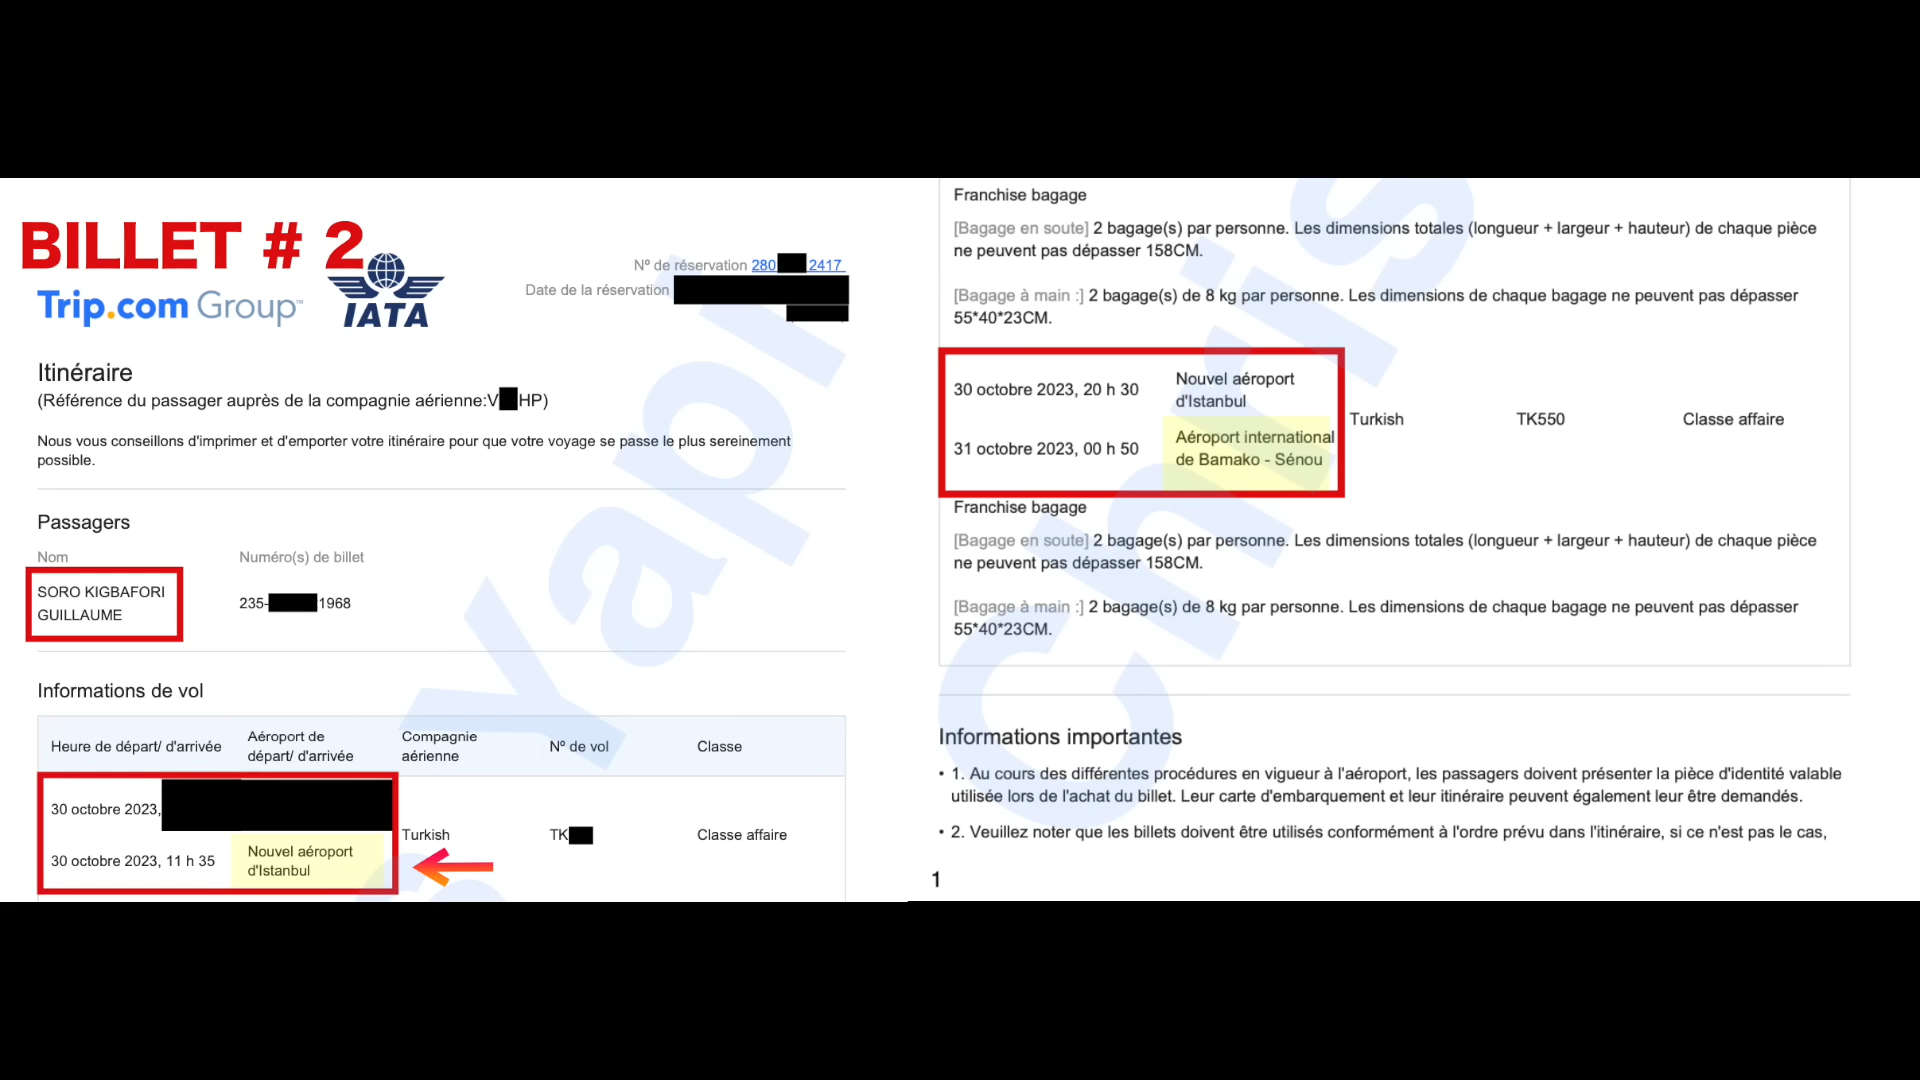 BILLET # 2
Trip.com Group™
IATA
Nº de réservation 280 2417
Date de la réservation
Itinéraire
(Référence du passager auprès de la compagnie aérienne:V HP)
Nous vous conseillons d'imprimer et d'emporter votre itinéraire pour que votre voyage se passe le plus sereinement
possible.
Passagers
Nom Numéro(s) de billet
SORO KIGBAFORI
GUILLAUME
235- 1968
Informations de vol
Heure de départ/ d'arrivée
Aéroport de
départ/ d'arrivée
Compagnie
aérienne
Nº de vol
Classe
30 octobre 2023,
30 octobre 2023, 11 h 35
Nouvel aéroport
d'Istanbul
Turkish
TK
Classe affaire
Franchise bagage
[Bagage en soute] 2 bagage(s) par personne. Les dimensions totales (longueur + largeur + hauteur) de chaque pièce
ne peuvent pas dépasser 158CM.
[Bagage à main :] 2 bagage(s) de 8 kg par personne. Les dimensions de chaque bagage ne peuvent pas dépasser
55*40*23CM.
30 octobre 2023, 20 h 30
Nouvel aéroport
d'Istanbul
31 octobre 2023, 00 h 50
Aéroport international
de Bamako - Sénou
Turkish
TK550
Classe affaire
Franchise bagage
[Bagage en soute] 2 bagage(s) par personne. Les dimensions totales (longueur + largeur + hauteur) de chaque pièce
ne peuvent pas dépasser 158CM.
[Bagage à main :] 2 bagage(s) de 8 kg par personne. Les dimensions de chaque bagage ne peuvent pas dépasser
55*40*23CM.
Informations importantes
• 1. Au cours des différentes procédures en vigueur à l'aéroport, les passagers doivent présenter la pièce d'identité valable
utilisée lors de l'achat du billet. Leur carte d'embarquement et leur itinéraire peuvent également leur être demandés.
• 2. Veuillez noter que les billets doivent être utilisés conformément à l'ordre prévu dans l'itinéraire, si ce n'est pas le cas,
1
Chris
Yapi